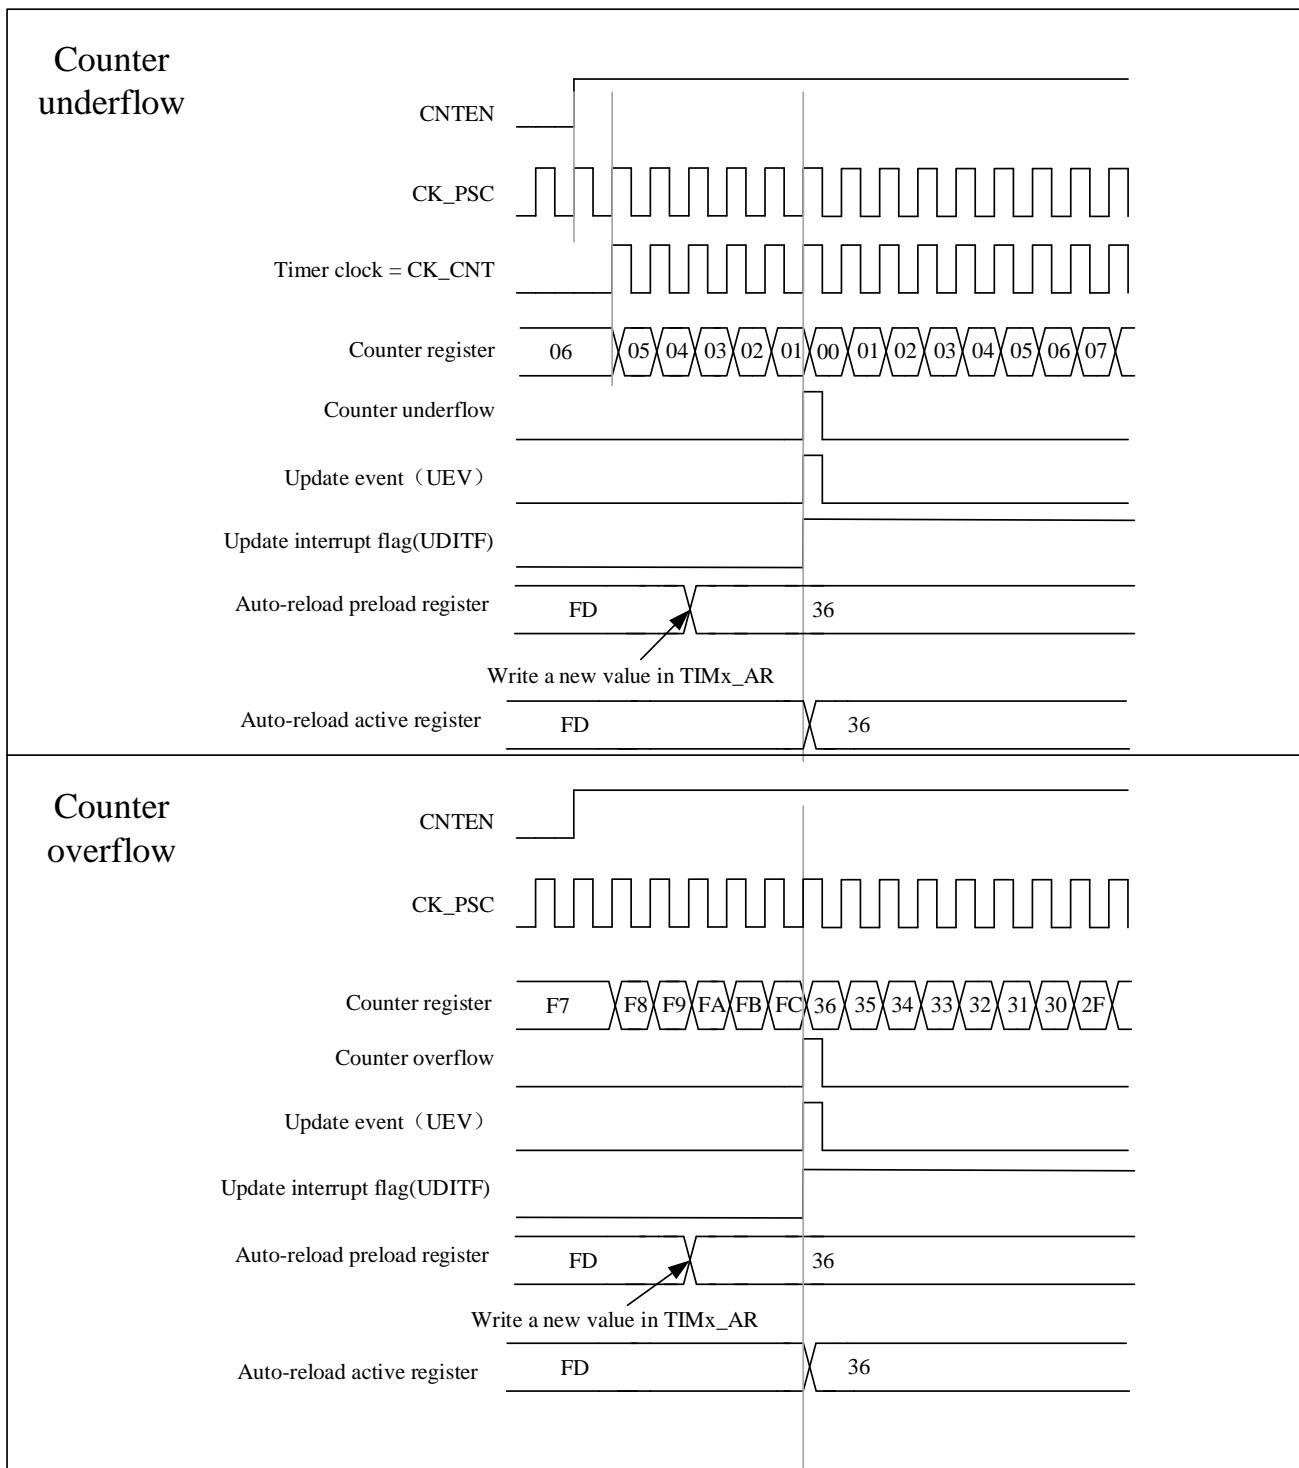 Counter
underflow
CNTEN
CK_PSC
Timer clock = CK_CNT
Counter register 06 05 04 03 02 01 00 01 02 03 04 05 06 07
Counter underflow
Update event（UEV）
Update interrupt flag(UDITF)
Auto-reload preload register FD 36
Write a new value in TIMx_AR
Auto-reload active register FD 36
Counter
overflow
CNTEN
CK_PSC
Counter register F7 F8 F9 FA FB FC 36 35 34 33 32 31 30 2F
Counter overflow
Update event（UEV）
Update interrupt flag(UDITF)
Auto-reload preload register FD 36
Write a new value in TIMx_AR
Auto-reload active register FD 36